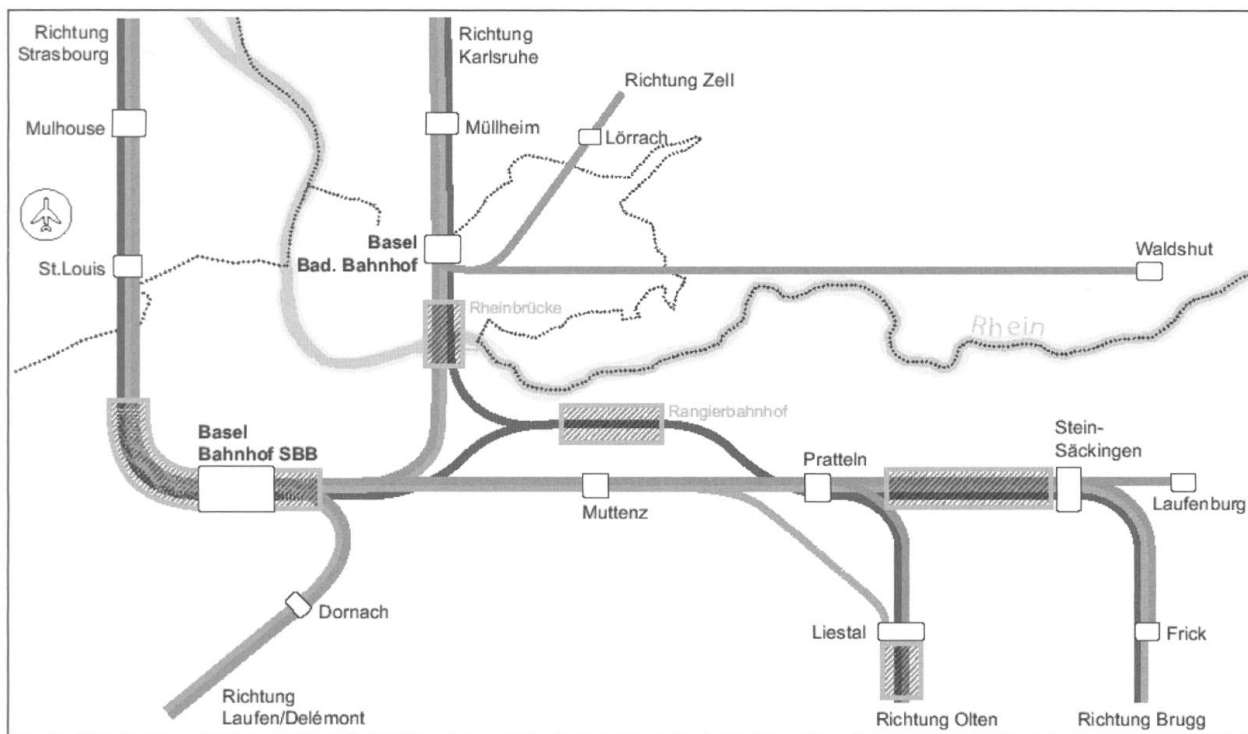 Richtung
Strasbourg
Richtung
Karlsruhe
Richtung Zell
Mulhouse
Müllheim
Lörrach
Basel
Bad. Bahnhof
St.Louis
Waldshut
Rheinbrücke
Rhein
Rangierbahnhof
Basel
Bahnhof SBB
Stein-
Säckingen
Pratteln
Muttenz
Laufenburg
Dornach
Liestal
Frick
Richtung
Laufen/Delémont
Richtung Olten
Richtung Brugg